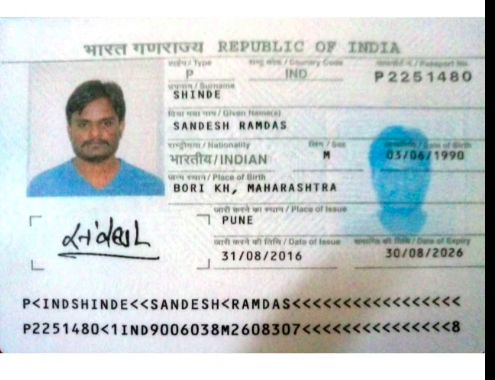 भारत गणराज्य REPUBLIC OF INDIA
टाईप / Type राष्ट्र कोड / Country Code पासपोर्ट नं. / Passport No.
P IND P2251480
उपनाम / Surname
SHINDE
दिया गया नाम / Given Name(s)
SANDESH RAMDAS
राष्ट्रीयता / Nationality लिंग / Sex जन्मतिथि / Date of Birth
भारतीय/INDIAN M 03/06/1990
जन्म स्थान / Place of Birth
BORI KH, MAHARASHTRA
जारी करने का स्थान / Place of Issue
PUNE
जारी करने की तिथि / Date of Issue समाप्ति की तिथि / Date of Expiry
31/08/2016 30/08/2026
P<INDSHINDE<<SANDESH<RAMDAS<<<<<<<<<<<<<<<<<
P2251480<1IND9006038M2608307<<<<<<<<<<<<<<<8